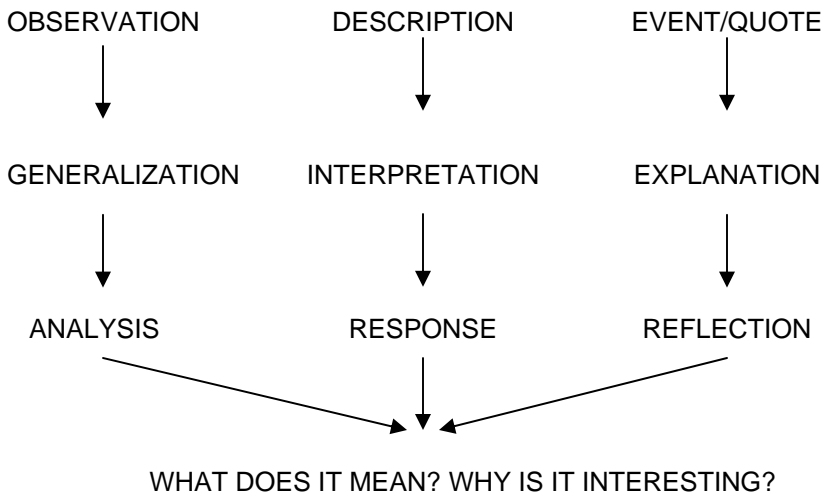 OBSERVATION DESCRIPTION EVENT/QUOTE
GENERALIZATION INTERPRETATION EXPLANATION
ANALYSIS RESPONSE REFLECTION
WHAT DOES IT MEAN? WHY IS IT INTERESTING?